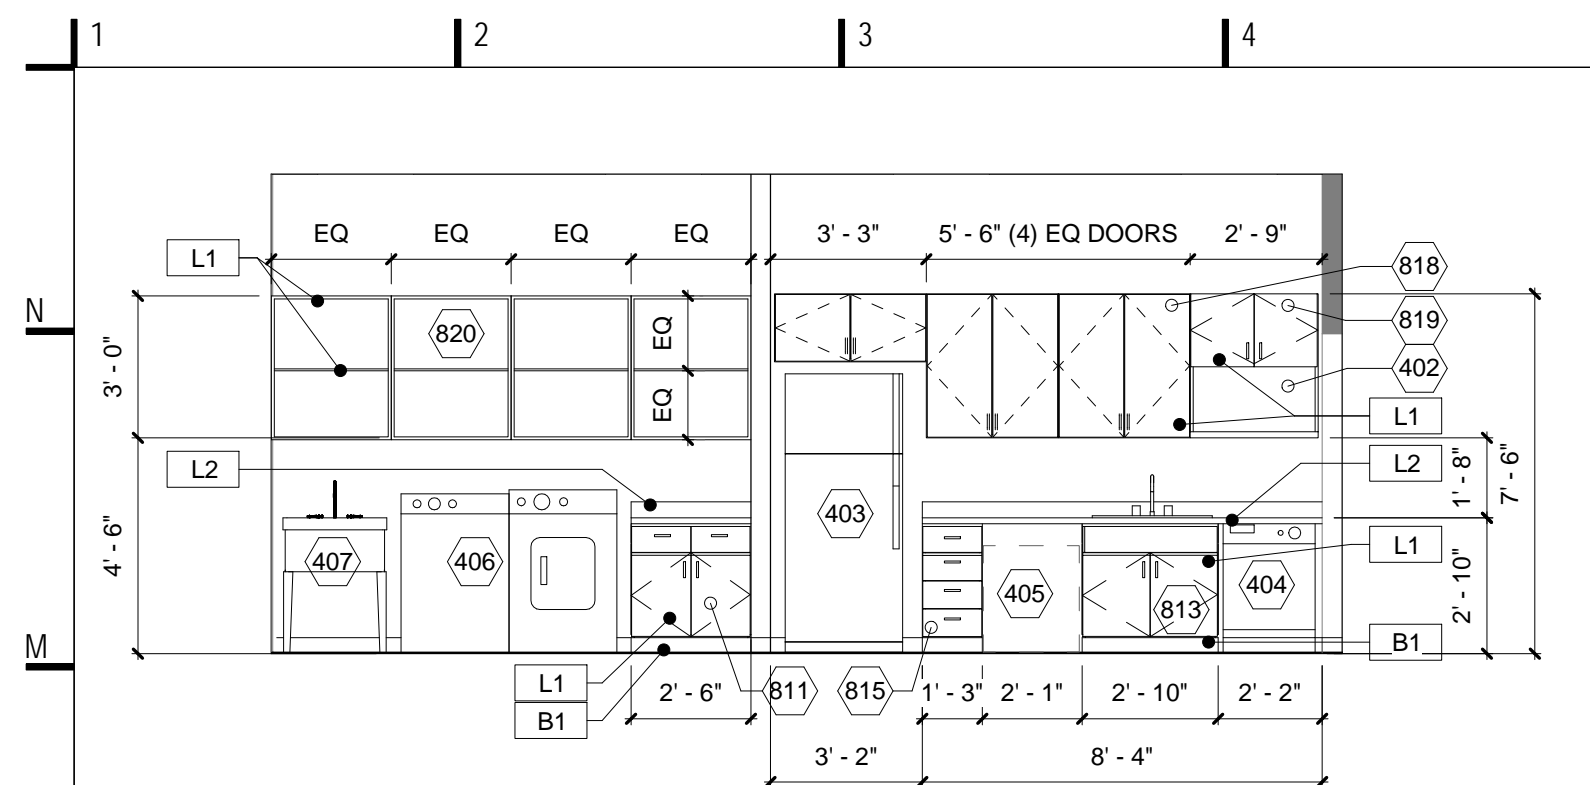 1 2 3 4
EQ EQ EQ EQ 3' - 3" 5' - 6" (4) EQ DOORS 2' - 9"
L1 818
N 820 EQ 819
3' - 0" 402
EQ L1
L2 L2 1' - 8" 7' - 6"
403
4' - 6" 407 406 405 813 404 L1 2' - 10"
M B1
L1 2' - 6" 811 815 1' - 3" 2' - 1" 2' - 10" 2' - 2"
B1
3' - 2" 8' - 4"